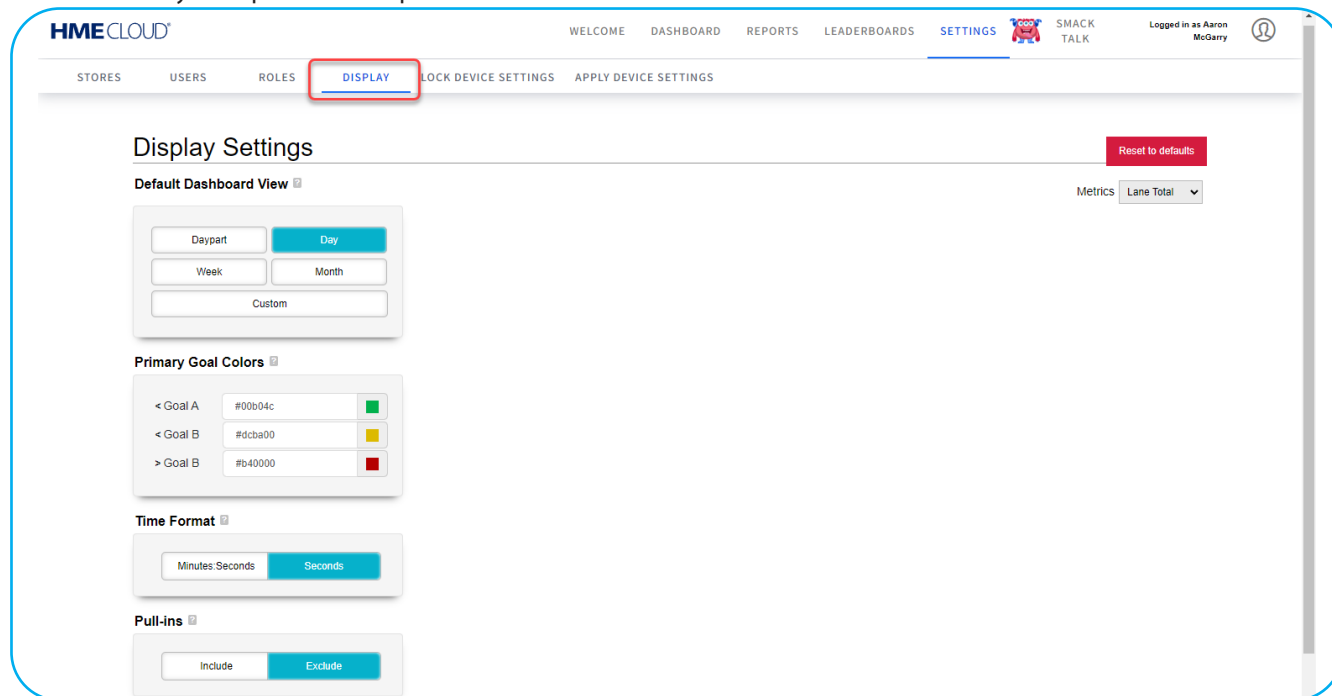 HME CLOUD®
WELCOME DASHBOARD REPORTS LEADERBOARDS SETTINGS SMACK TALK Logged in as Aaron McGarry
STORES USERS ROLES DISPLAY LOCK DEVICE SETTINGS APPLY DEVICE SETTINGS
Display Settings
Reset to defaults
Default Dashboard View ?
Metrics Lane Total
Daypart Day
Week Month
Custom
Primary Goal Colors ?
< Goal A #00b04c
< Goal B #dcba00
> Goal B #b40000
Time Format ?
Minutes:Seconds Seconds
Pull-ins ?
Include Exclude